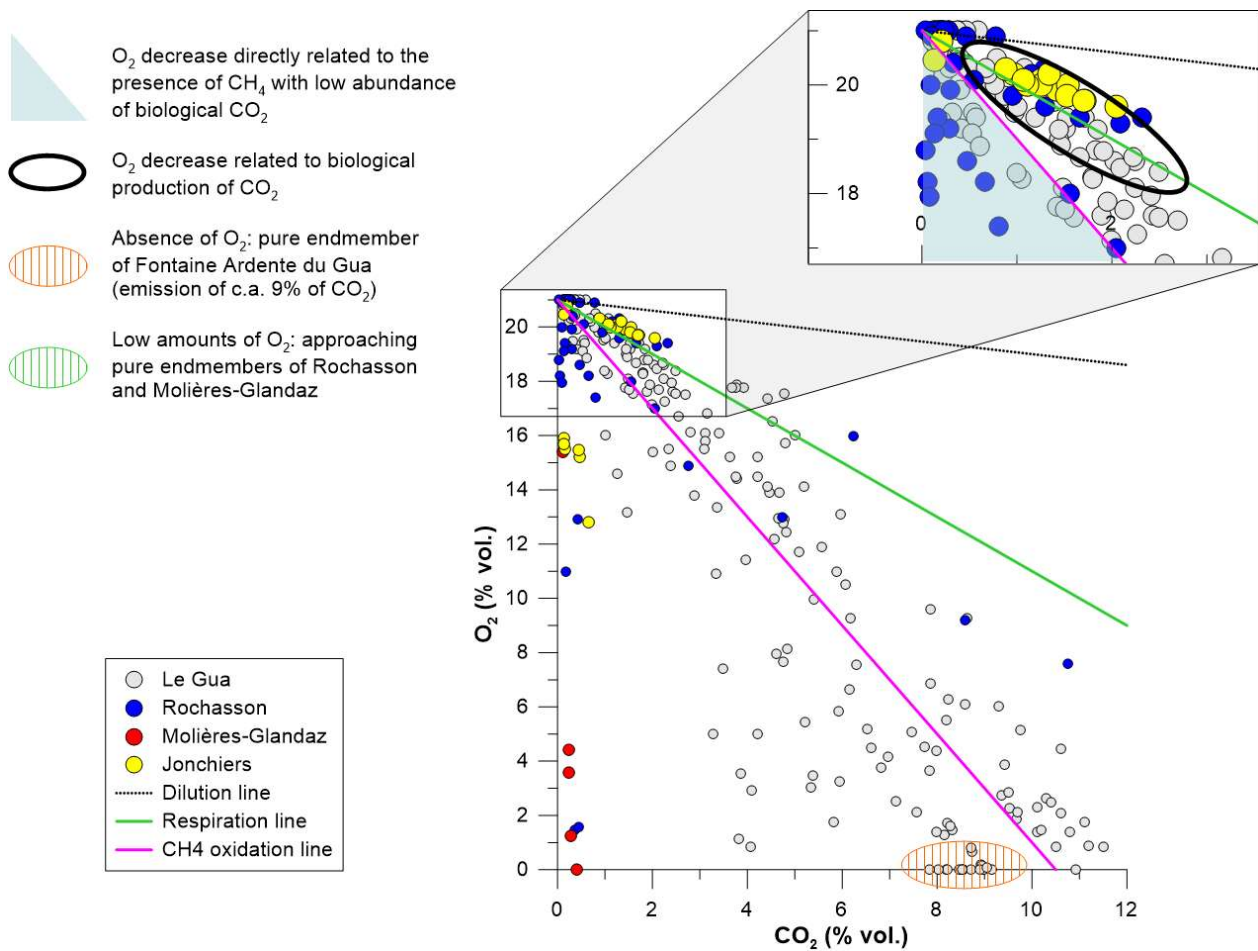 O₂ decrease directly related to the
presence of CH₄ with low abundance
of biological CO₂
O₂ decrease related to biological
production of CO₂
Absence of O₂: pure endmember
of Fontaine Ardente du Gua
(emission of c.a. 9% of CO₂)
Low amounts of O₂: approaching
pure endmembers of Rochasson
and Molières-Glandaz
Le Gua
Rochasson
Molières-Glandaz
Jonchiers
Dilution line
Respiration line
CH4 oxidation line
20
18
0
2
20
18
16
14
12
10
8
6
4
2
0
O₂ (% vol.)
0
2
4
6
8
10
12
CO₂ (% vol.)